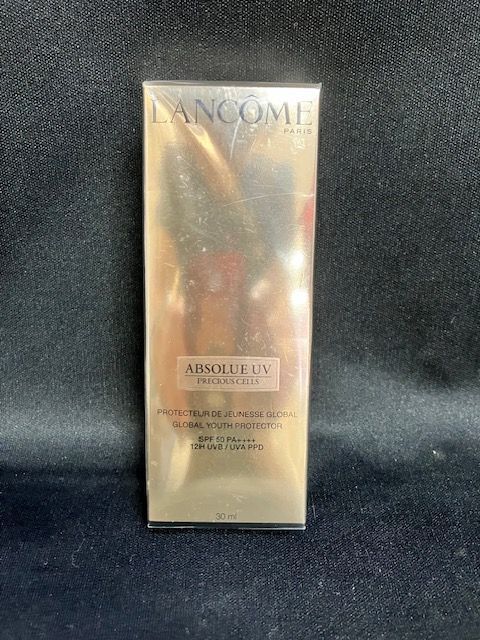 LANCÔME
PARIS
ABSOLUE UV
PRECIOUS CELLS
PROTECTEUR DE JEUNESSE GLOBAL
GLOBAL YOUTH PROTECTOR
SPF 50 PA++++
12H UVB / UVA PPD
30 ml